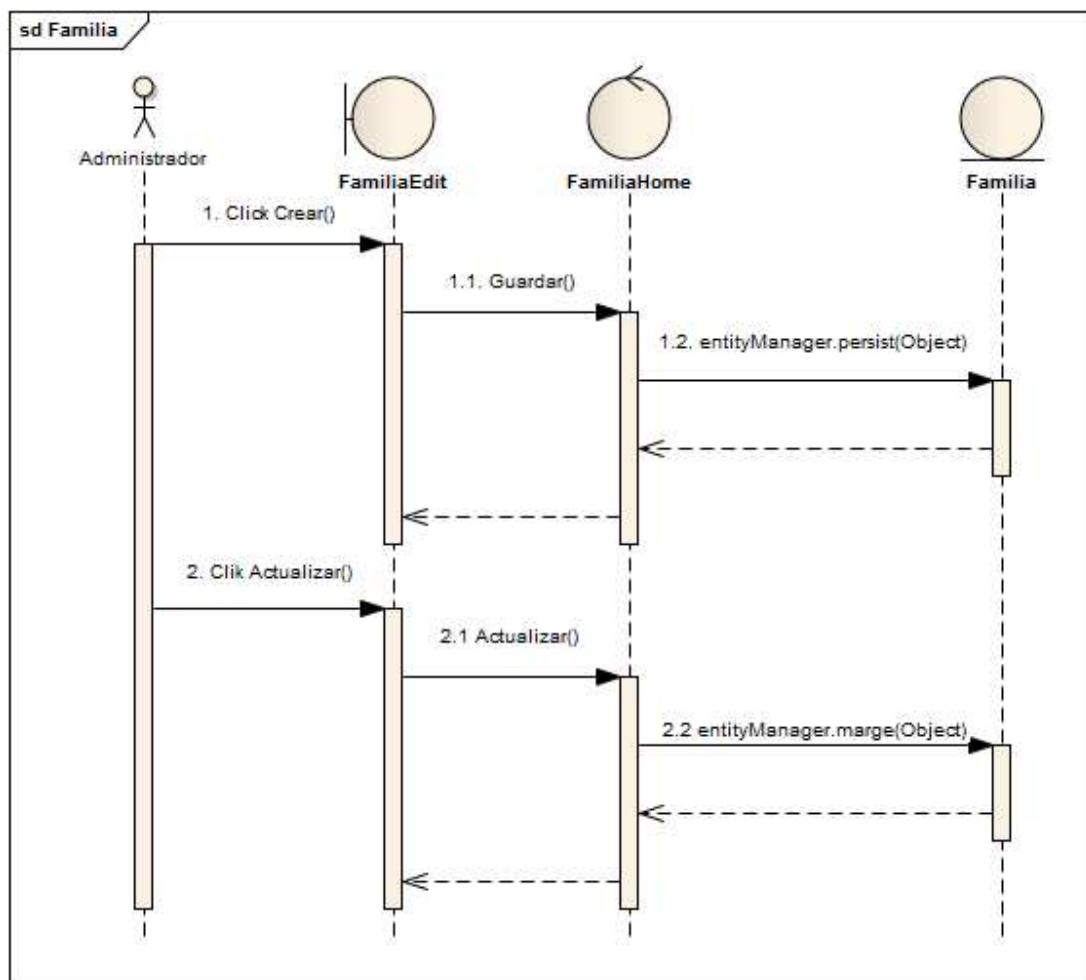 sd Familia
Administrador
FamiliaEdit
FamiliaHome
Familia
1. Click Crear()
1.1. Guardar()
1.2. entityManager.persist(Object)
2. Clik Actualizar()
2.1 Actualizar()
2.2 entityManager.marge(Object)